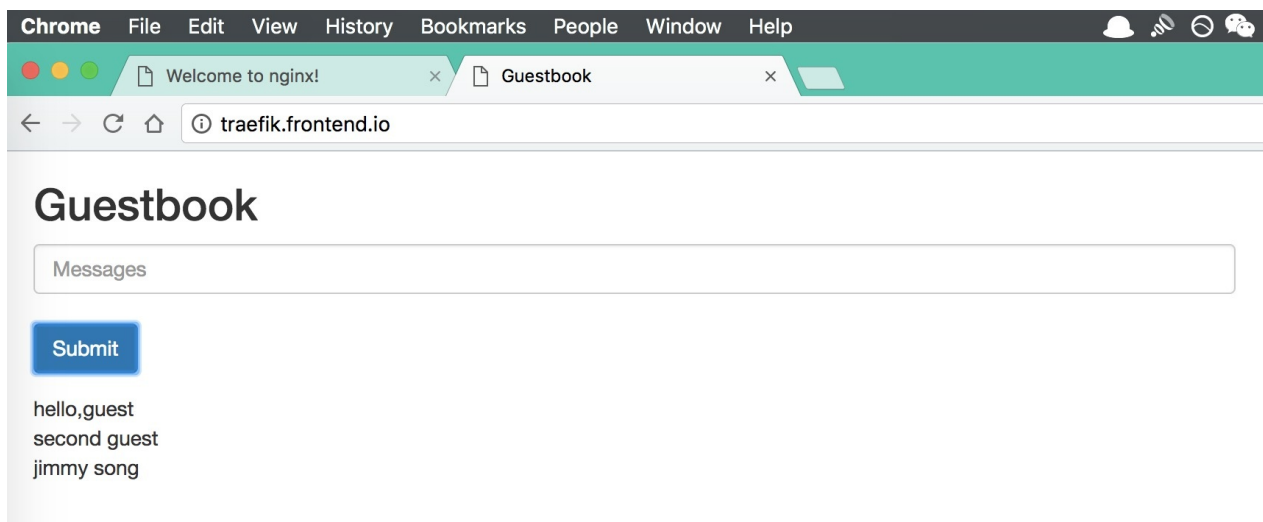 Chrome File Edit View History Bookmarks People Window Help
Welcome to nginx! Guestbook
traefik.frontend.io
Guestbook
Messages
Submit
hello,guest
second guest
jimmy song